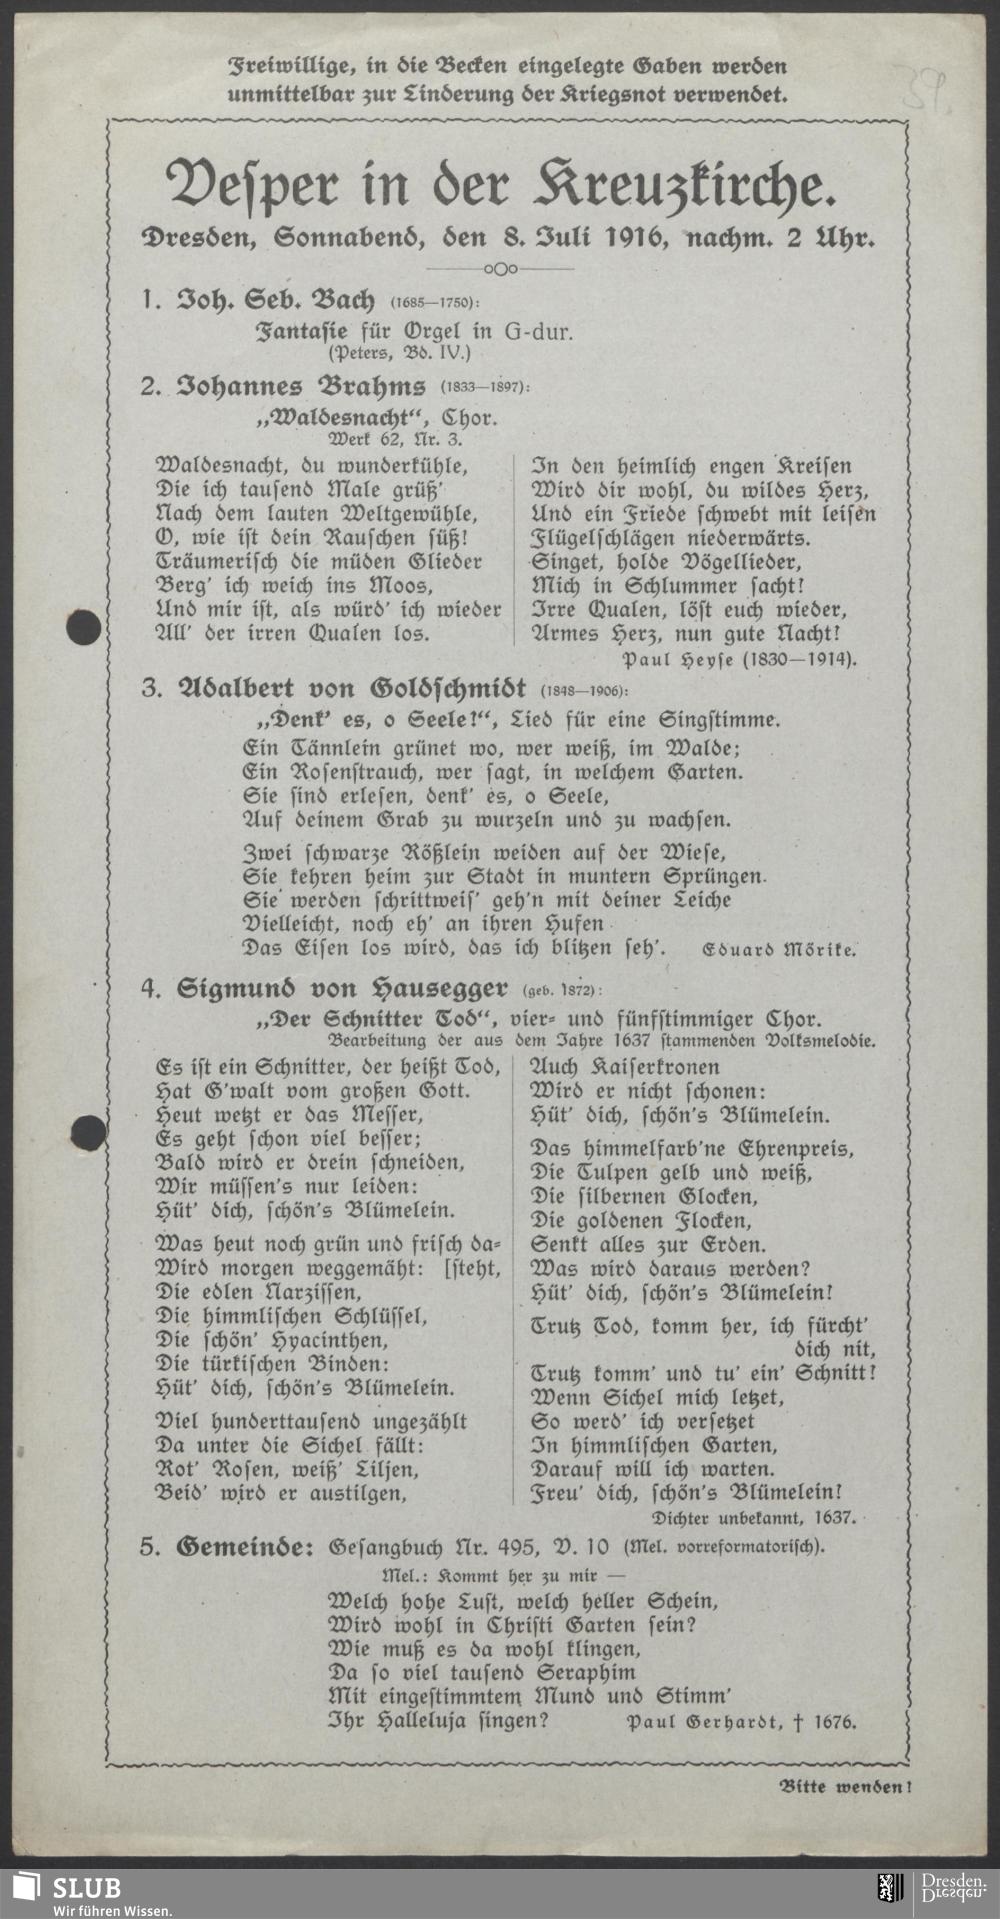 Freiwillige, in die Becken eingelegte Gaben werden
unmittelbar zur Linderung der Kriegsnot verwendet.
39.
Vesper in der Kreuzkirche.
Dresden, Sonnabend, den 8. Juli 1916, nachm. 2 Uhr.
1. Joh. Seb. Bach (1685—1750):
Fantasie für Orgel in G-dur.
(Peters, Bd. IV.)
2. Johannes Brahms (1833—1897):
„Waldesnacht“, Chor.
Werk 62, Nr. 3.
Waldesnacht, du wunderkühle,
Die ich tausend Male grüß'
Nach dem lauten Weltgewühle,
O, wie ist dein Rauschen süß!
Träumerisch die müden Glieder
Berg' ich weich ins Moos,
Und mir ist, als würd' ich wieder
All' der irren Qualen los.
In den heimlich engen Kreisen
Wird dir wohl, du wildes Herz,
Und ein Friede schwebt mit leisen
Flügelschlägen niederwärts.
Singet, holde Vögellieder,
Mich in Schlummer sacht!
Irre Qualen, löst euch wieder,
Armes Herz, nun gute Nacht!
Paul Heyse (1830—1914).
3. Adalbert von Goldschmidt (1848—1906):
„Denk' es, o Seele!“, Lied für eine Singstimme.
Ein Tännlein grünet wo, wer weiß, im Walde;
Ein Rosenstrauch, wer sagt, in welchem Garten.
Sie sind erlesen, denk' es, o Seele,
Auf deinem Grab zu wurzeln und zu wachsen.
Zwei schwarze Rößlein weiden auf der Wiese,
Sie kehren heim zur Stadt in muntern Sprüngen.
Sie werden schrittweis' geh'n mit deiner Leiche
Vielleicht, noch eh' an ihren Hufen
Das Eisen los wird, das ich blitzen seh'. Eduard Mörike.
4. Sigmund von Hausegger (geb. 1872):
„Der Schnitter Tod“, vier- und fünfstimmiger Chor.
Bearbeitung der aus dem Jahre 1637 stammenden Volksmelodie.
Es ist ein Schnitter, der heißt Tod,
Hat G'walt vom großen Gott.
Heut wetzt er das Messer,
Es geht schon viel besser;
Bald wird er drein schneiden,
Wir müssen's nur leiden:
Hüt' dich, schön's Blümelein.
Was heut noch grün und frisch da-
Wird morgen weggemäht: [steht,
Die edlen Narzissen,
Die himmlischen Schlüssel,
Die schön' Hyacinthen,
Die türkischen Binden:
Hüt' dich, schön's Blümelein.
Viel hunderttausend ungezählt
Da unter die Sichel fällt:
Rot' Rosen, weiß' Liljen,
Beid' wird er austilgen,
Auch Kaiserkronen
Wird er nicht schonen:
Hüt' dich, schön's Blümelein.
Das himmelfarb'ne Ehrenpreis,
Die Tulpen gelb und weiß,
Die silbernen Glocken,
Die goldenen Flocken,
Senkt alles zur Erden.
Was wird daraus werden?
Hüt' dich, schön's Blümelein!
Trutz Tod, komm her, ich fürcht'
dich nit,
Trutz komm' und tu' ein' Schnitt!
Wenn Sichel mich letzet,
So werd' ich versetzet
In himmlischen Garten,
Darauf will ich warten.
Freu' dich, schön's Blümelein!
Dichter unbekannt, 1637.
5. Gemeinde: Gesangbuch Nr. 495, V. 10 (Mel. vorreformatorisch).
Mel.: Kommt her zu mir —
Welch hohe Lust, welch heller Schein,
Wird wohl in Christi Garten sein?
Wie muß es da wohl klingen,
Da so viel tausend Seraphim
Mit eingestimmtem Mund und Stimm'
Ihr Halleluja singen? Paul Gerhardt, † 1676.
Bitte wenden!
SLUB
Wir führen Wissen.
Dresden.
Dresden.